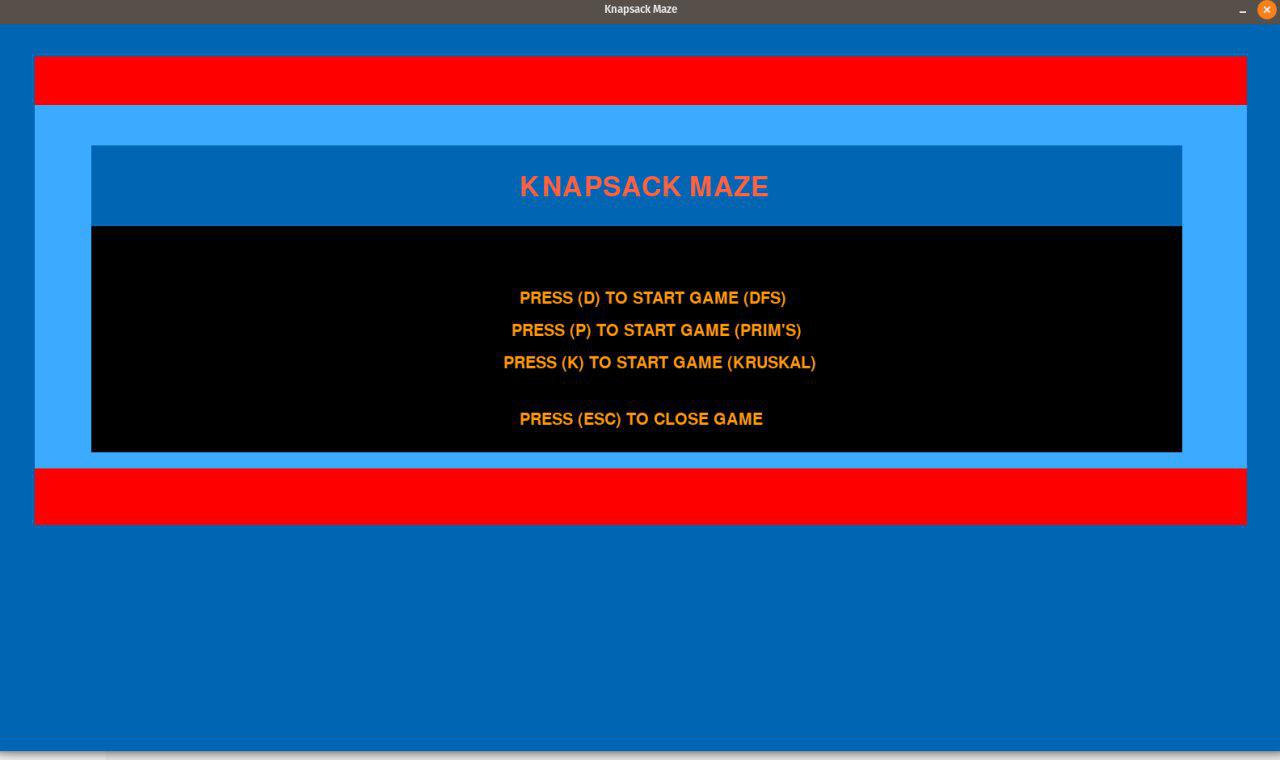 Knapsack Maze
KNAPSACK MAZE
PRESS (D) TO START GAME (DFS)
PRESS (P) TO START GAME (PRIM'S)
PRESS (K) TO START GAME (KRUSKAL)
PRESS (ESC) TO CLOSE GAME